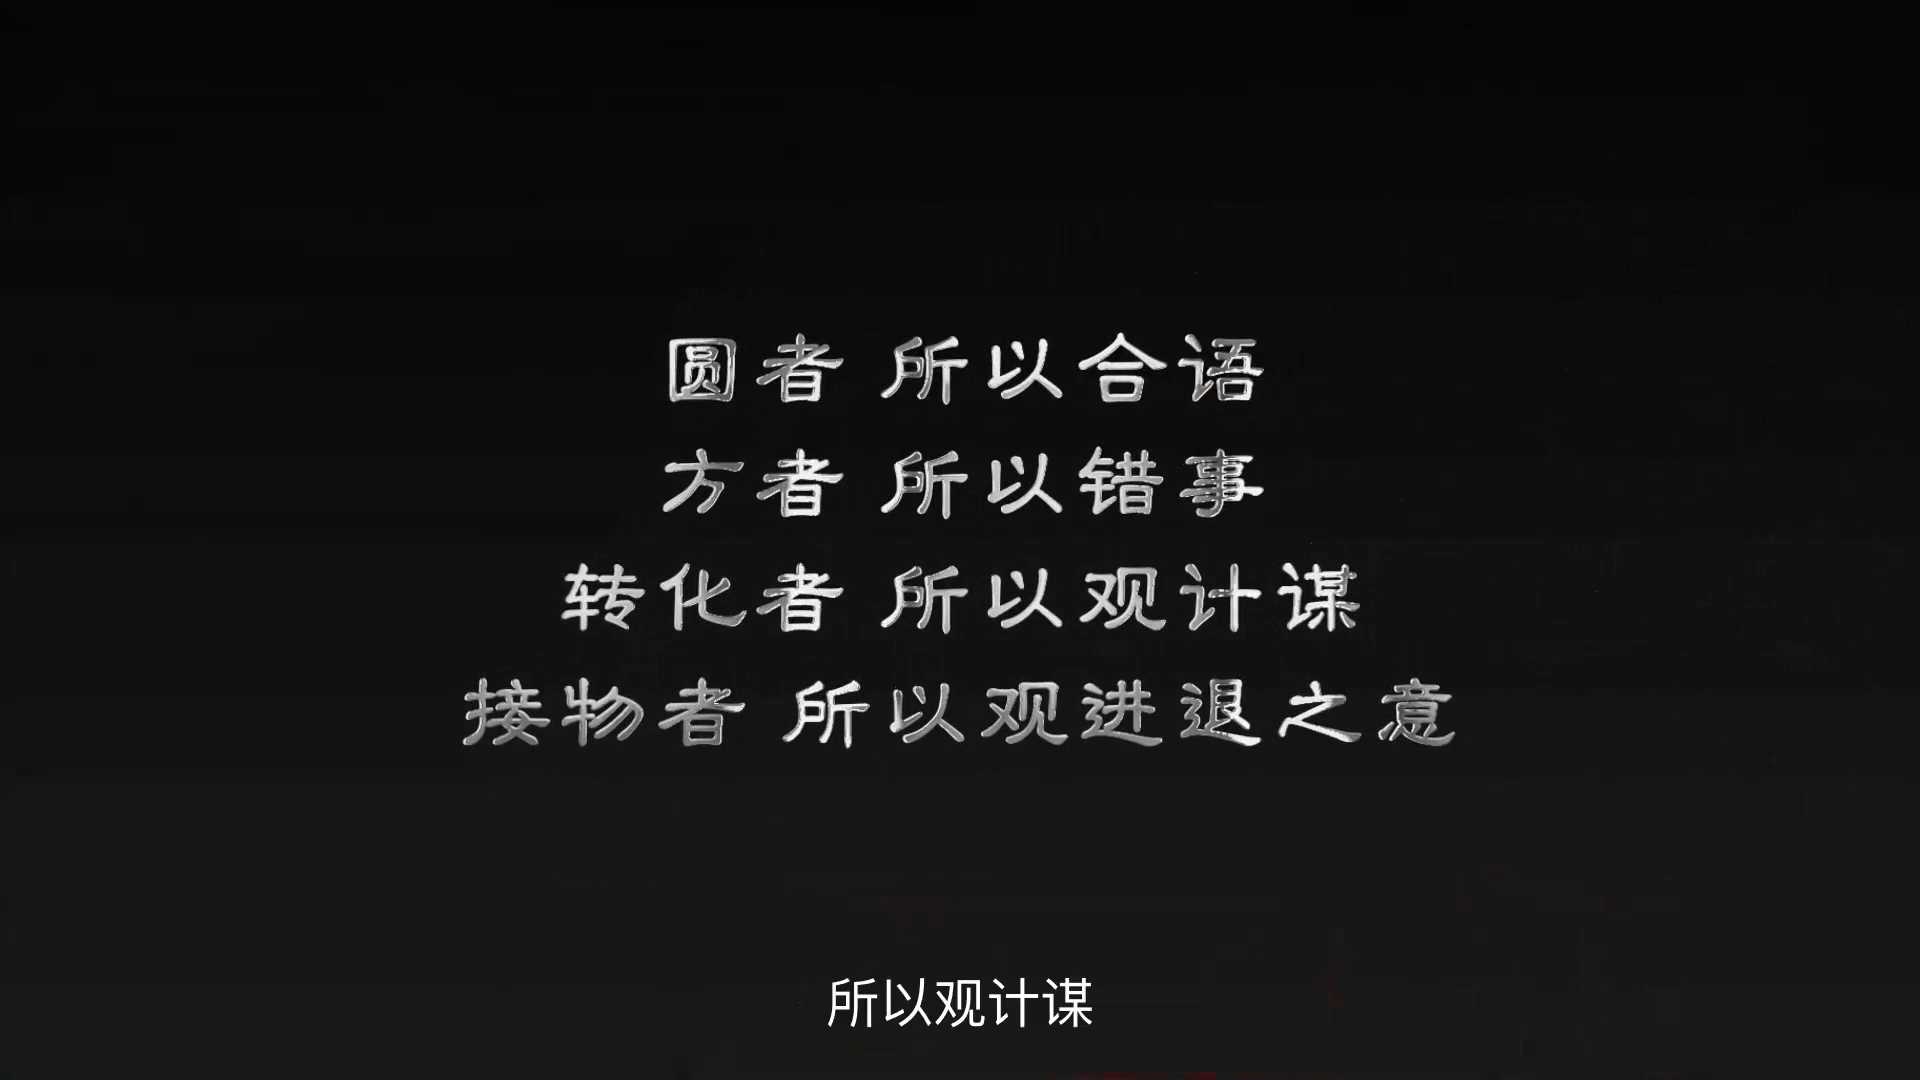 圆者 所以合语
方者 所以错事
转化者 所以观计谋
接物者 所以观进退之意
所以观计谋